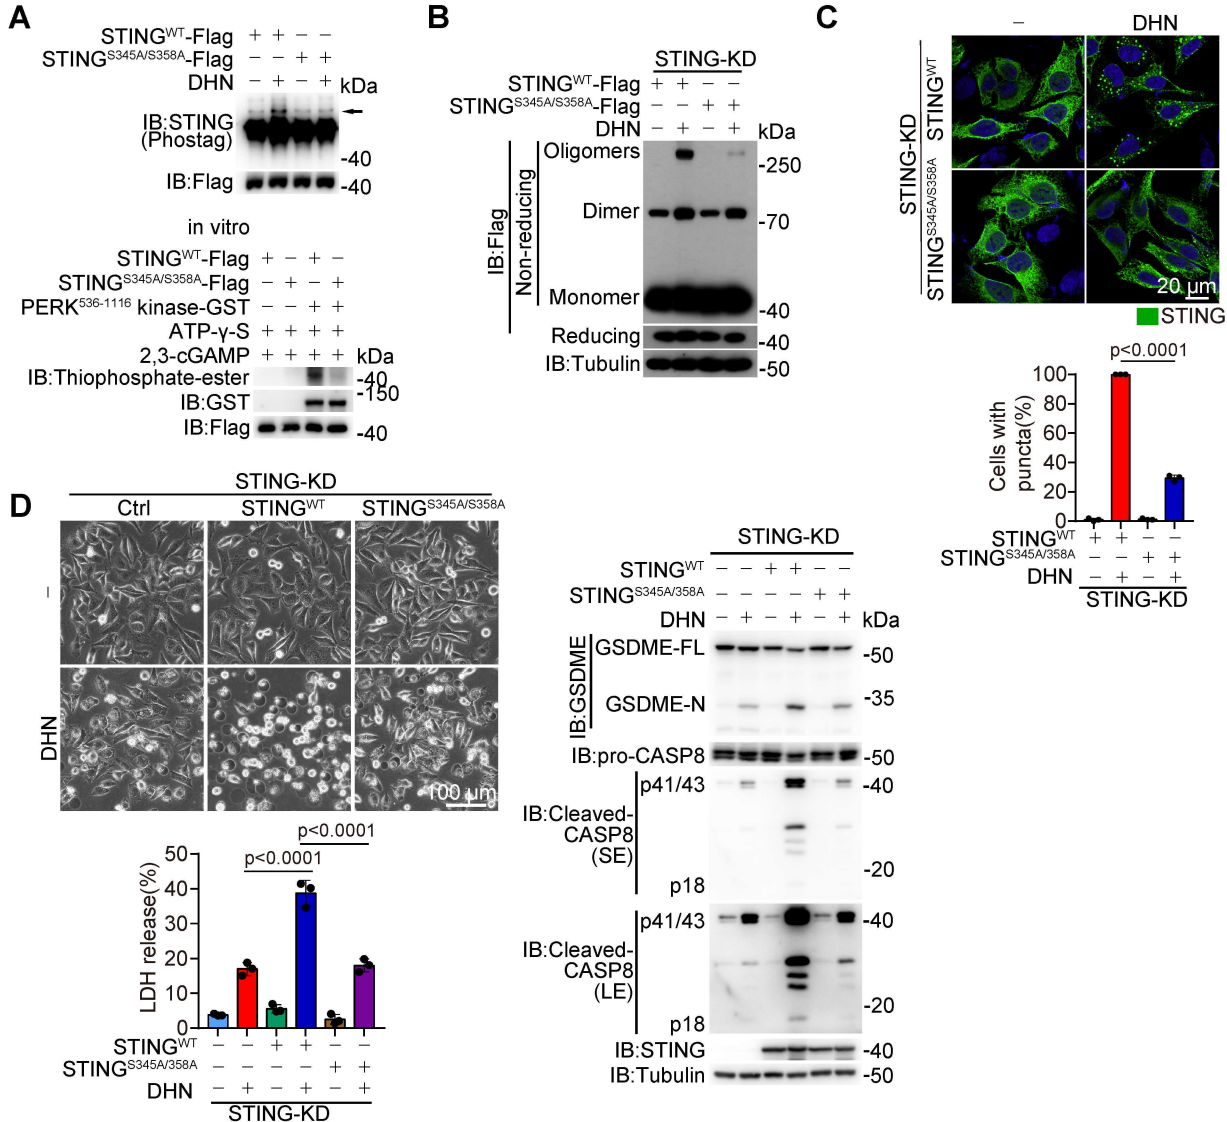 A
STING^WT-Flag + + – –
STING^S345A/S358A-Flag – – + +
DHN – + – + kDa
IB:STING
(Phostag)
-40
IB:Flag -40
in vitro
STING^WT-Flag + – + –
STING^S345A/S358A-Flag – + – +
PERK^536-1116 kinase-GST – – + +
ATP-γ-S + + + +
2,3-cGAMP + + + + kDa
IB:Thiophosphate-ester -40
-150
IB:GST
IB:Flag -40
B
STING-KD
STING^WT-Flag + + – –
STING^S345A/S358A-Flag – – + +
DHN – + – + kDa
IB:Flag
Non-reducing
Oligomers -250
Dimer -70
Monomer -40
Reducing -40
IB:Tubulin -50
C
– DHN
STING-KD
STING^WT
STING^S345A/S358A
20 μm
STING
p<0.0001
Cells with
puncta(%)
100
80
60
40
20
0
STING^WT + + – –
STING^S345A/358A – – + +
DHN – + – +
STING-KD
D
STING-KD
Ctrl STING^WT STING^S345A/S358A
–
DHN
100 μm
p<0.0001
p<0.0001
LDH release(%)
50
40
30
20
10
0
STING^WT – – + + – –
STING^S345A/358A – – – – + +
DHN – + – + – +
STING-KD
STING-KD
STING^WT – – + + – –
STING^S345A/358A – – – – + +
DHN – + – + – + kDa
IB:GSDME
GSDME-FL -50
-35
GSDME-N
IB:pro-CASP8 -50
p41/43 -40
IB:Cleaved-
CASP8
(SE)
-20
p18
p41/43 -40
IB:Cleaved-
CASP8
(LE)
-20
p18
IB:STING -40
IB:Tubulin -50